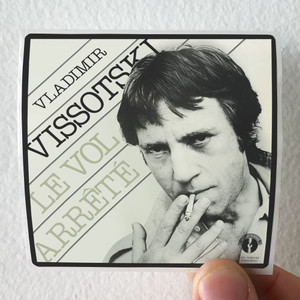 VLADIMIR
VISSOTSKI
LE VOL
ARRÊTÉ